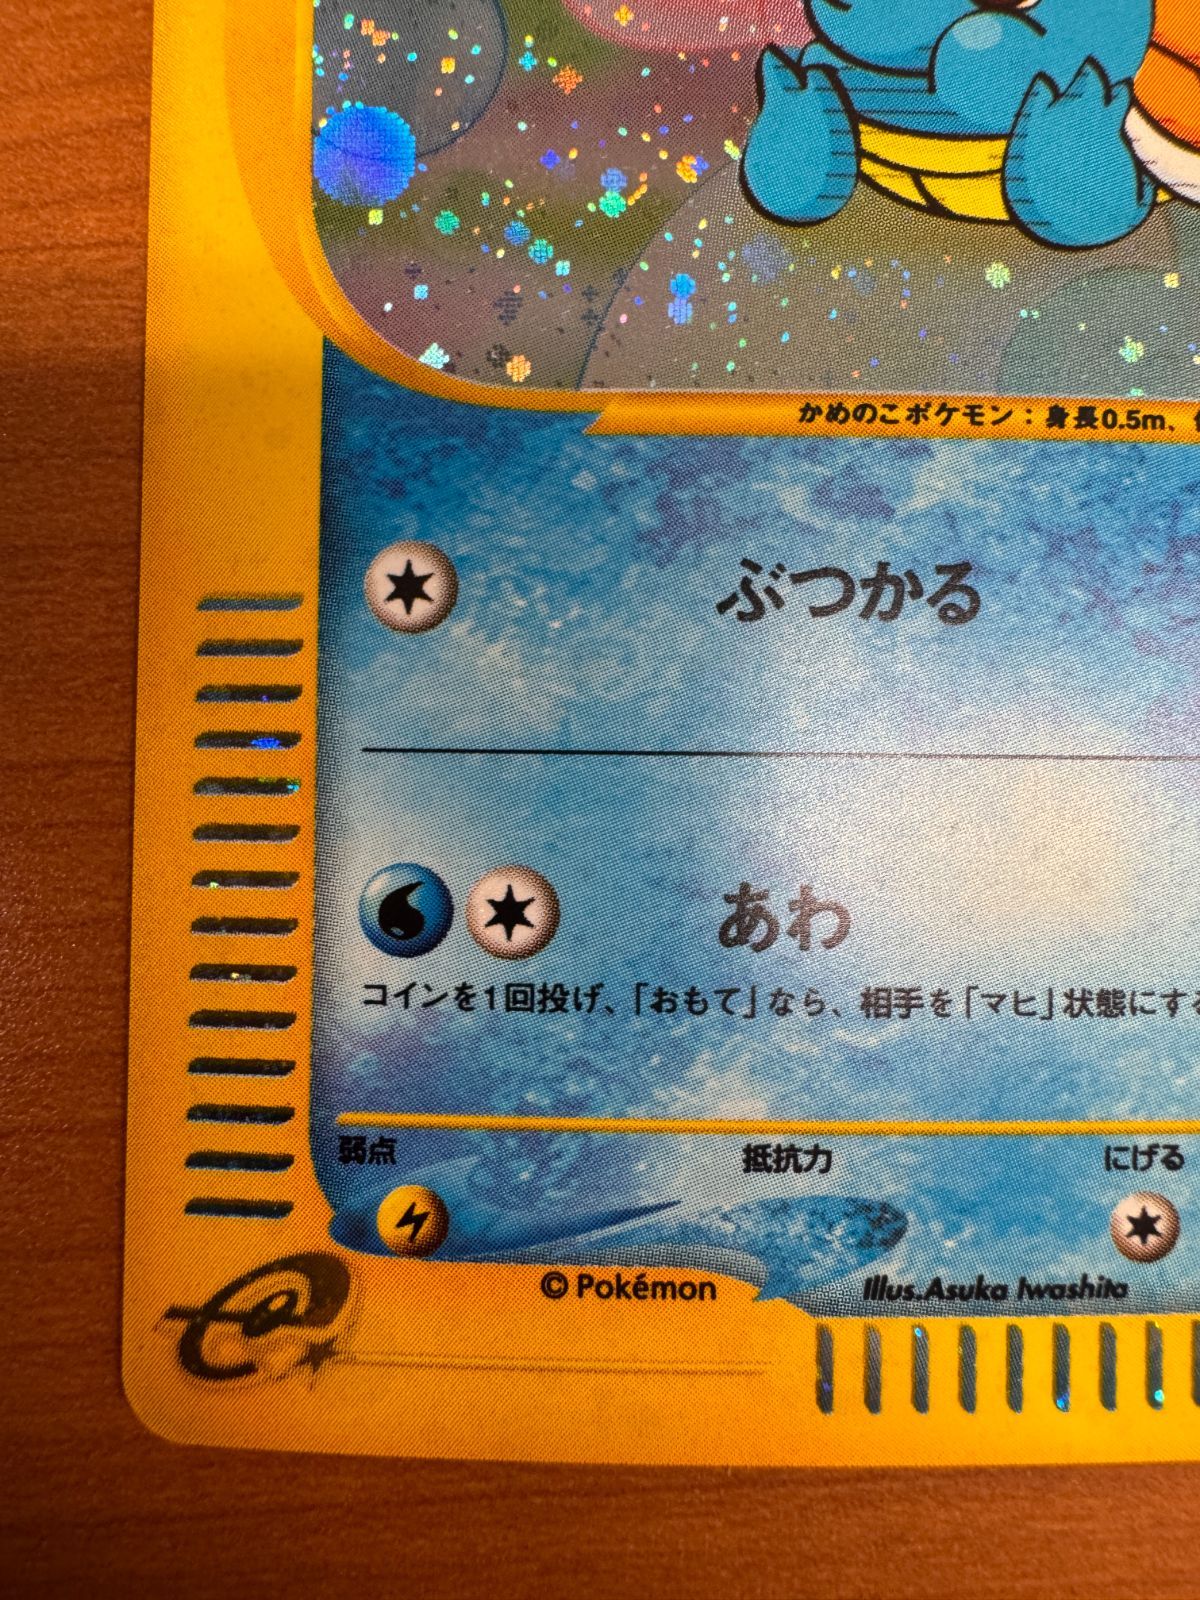 かめのこポケモン：身長0.5m、
ぶつかる
あわ
コインを1回投げ、「おもて」なら、相手を「マヒ」状態にす
弱点
抵抗力
にげる
© Pokémon
Illus.Asuka Iwashita
e